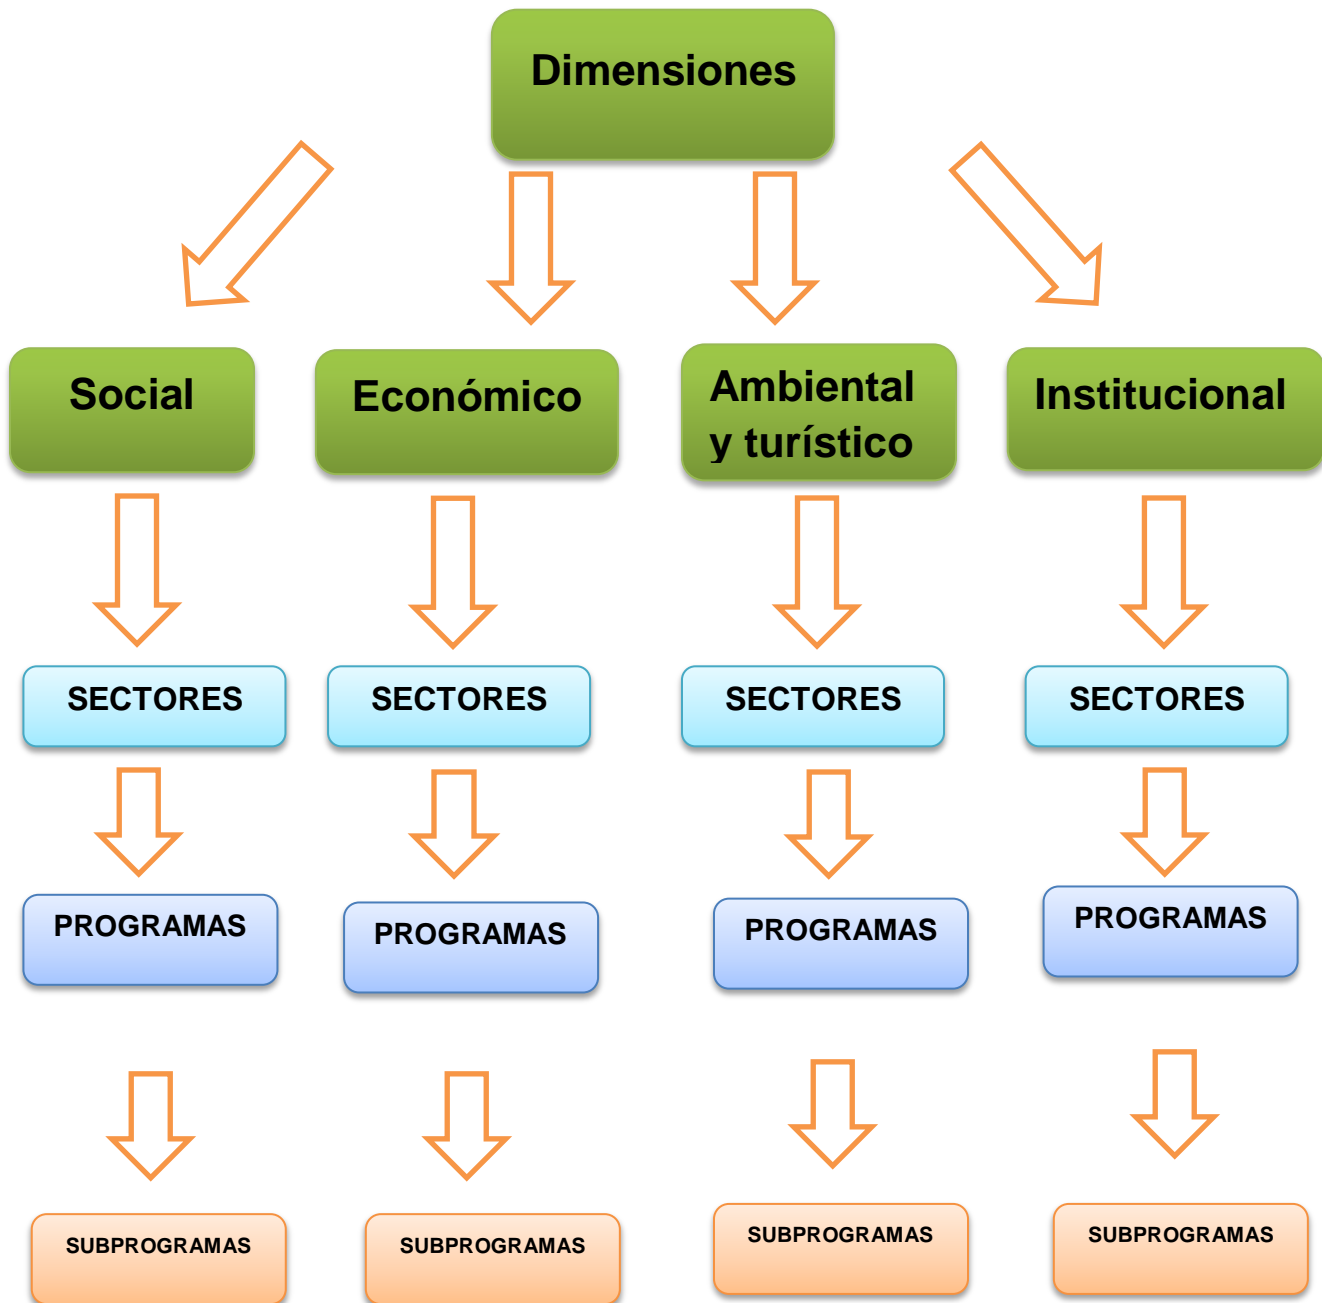 Dimensiones
Social
Económico
Ambiental
y turístico
Institucional
SECTORES
SECTORES
SECTORES
SECTORES
PROGRAMAS
PROGRAMAS
PROGRAMAS
PROGRAMAS
SUBPROGRAMAS
SUBPROGRAMAS
SUBPROGRAMAS
SUBPROGRAMAS